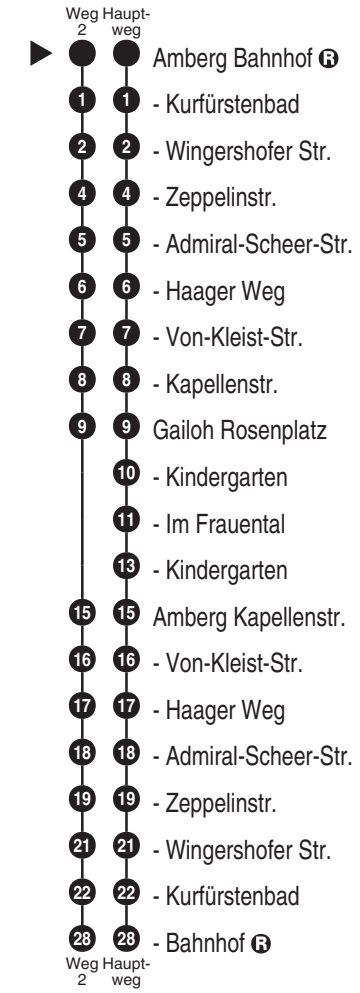 Weg Haupt-
2 weg
Amberg Bahnhof R
1 1 - Kurfürstenbad
2 2 - Wingershofer Str.
4 4 - Zeppelinstr.
5 5 - Admiral-Scheer-Str.
6 6 - Haager Weg
7 7 - Von-Kleist-Str.
8 8 - Kapellenstr.
9 9 Gailoh Rosenplatz
10 - Kindergarten
11 - Im Frauental
13 - Kindergarten
15 15 Amberg Kapellenstr.
16 16 - Von-Kleist-Str.
17 17 - Haager Weg
18 18 - Admiral-Scheer-Str.
19 19 - Zeppelinstr.
21 21 - Wingershofer Str.
22 22 - Kurfürstenbad
28 28 - Bahnhof R
Weg Haupt-
2 weg